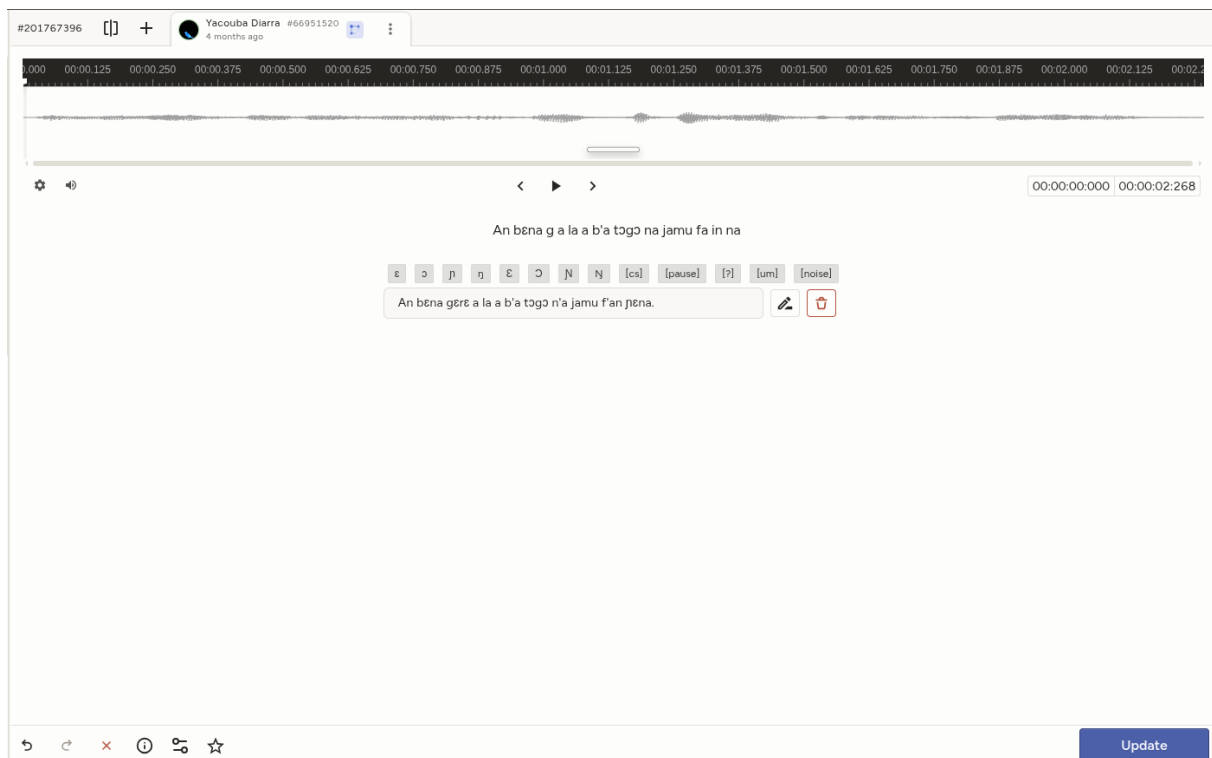 #201767396
Yacouba Diarra #66951520
4 months ago
0.000 00:00.125 00:00.250 00:00.375 00:00.500 00:00.625 00:00.750 00:00.875 00:01.000 00:01.125 00:01.250 00:01.375 00:01.500 00:01.625 00:01.750 00:01.875 00:02.000 00:02.125 00:02.2
00:00:00:000 00:00:02:268
An bɛna g a la a b'a tɔgɔ na jamu fa in na
ɛ ɔ ɲ ŋ Ɛ Ɔ Ɲ Ŋ [cs] [pause] [?] [um] [noise]
An bɛna gɛrɛ a la a b'a tɔgɔ n'a jamu f'an ɲɛna.
Update